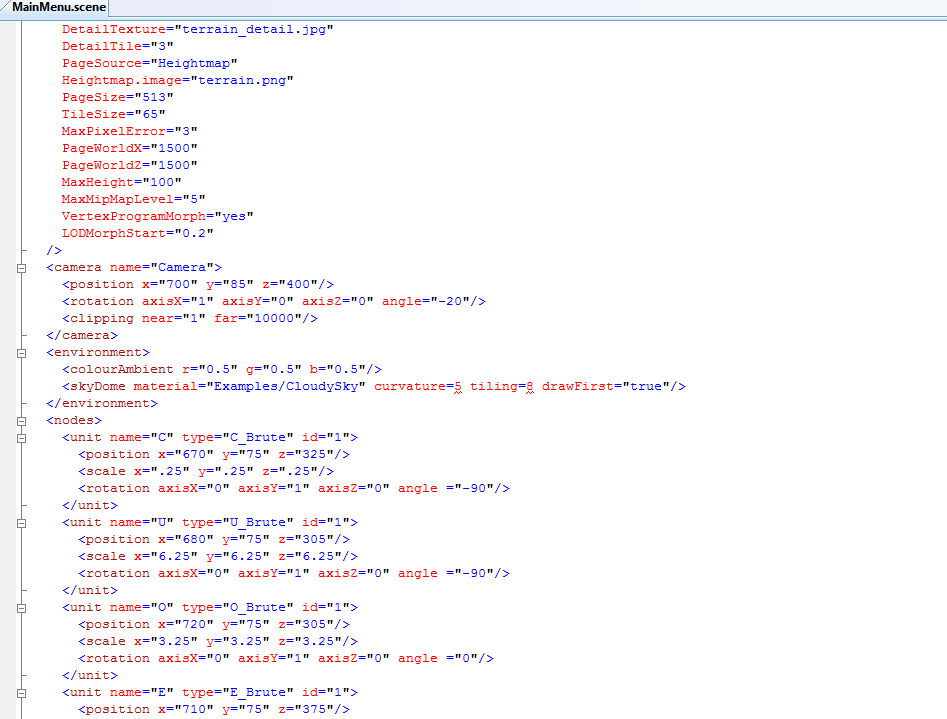 MainMenu.scene
DetailTexture="terrain_detail.jpg"
DetailTile="3"
PageSource="Heightmap"
Heightmap.image="terrain.png"
PageSize="513"
TileSize="65"
MaxPixelError="3"
PageWorldX="1500"
PageWorldZ="1500"
MaxHeight="100"
MaxMipMapLevel="5"
VertexProgramMorph="yes"
LODMorphStart="0.2"
/>
<camera name="Camera">
<position x="700" y="85" z="400"/>
<rotation axisX="1" axisY="0" axisZ="0" angle="-20"/>
<clipping near="1" far="10000"/>
</camera>
<environment>
<colourAmbient r="0.5" g="0.5" b="0.5"/>
<skyDome material="Examples/CloudySky" curvature=5 tiling=8 drawFirst="true"/>
</environment>
<nodes>
<unit name="C" type="C_Brute" id="1">
<position x="670" y="75" z="325"/>
<scale x=".25" y=".25" z=".25"/>
<rotation axisX="0" axisY="1" axisZ="0" angle ="-90"/>
</unit>
<unit name="U" type="U_Brute" id="1">
<position x="680" y="75" z="305"/>
<scale x="6.25" y="6.25" z="6.25"/>
<rotation axisX="0" axisY="1" axisZ="0" angle ="-90"/>
</unit>
<unit name="O" type="O_Brute" id="1">
<position x="720" y="75" z="305"/>
<scale x="3.25" y="3.25" z="3.25"/>
<rotation axisX="0" axisY="1" axisZ="0" angle ="0"/>
</unit>
<unit name="E" type="E_Brute" id="1">
<position x="710" y="75" z="375"/>